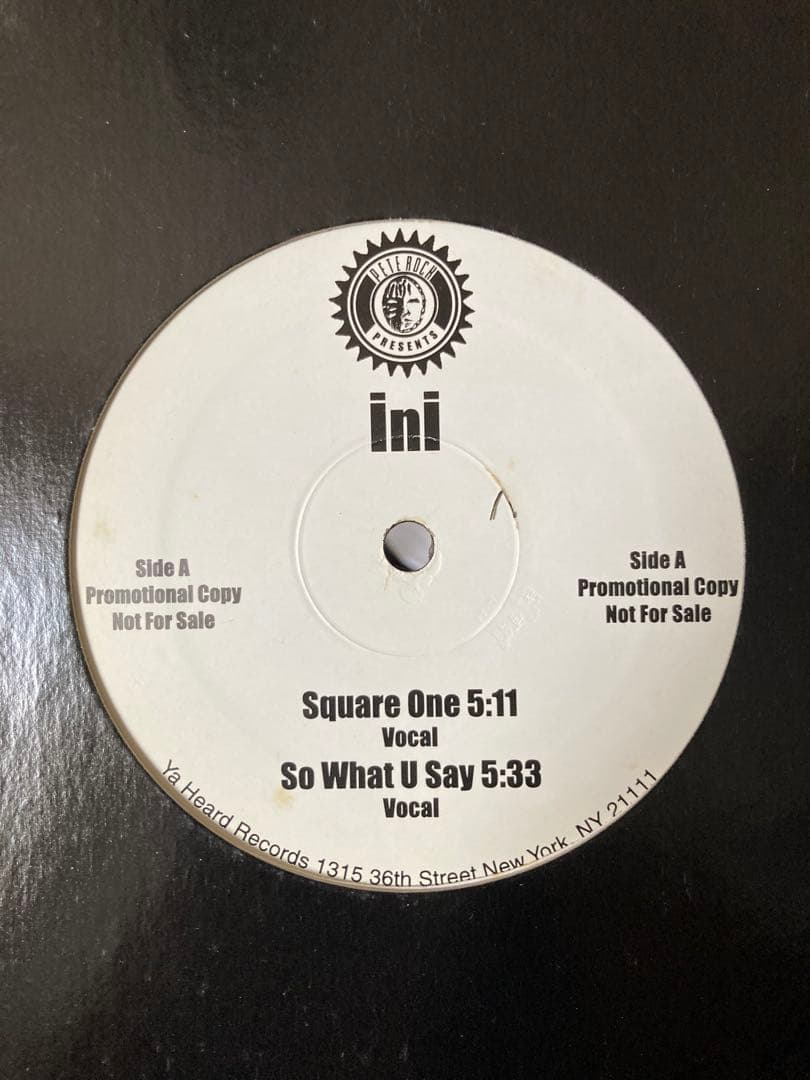 PETE ROCK
PRESENTS
ini
Side A
Promotional Copy
Not For Sale
Side A
Promotional Copy
Not For Sale
Square One 5:11
Vocal
So What U Say 5:33
Vocal
Ya Heard Records 1315 36th Street New York, NY 21111